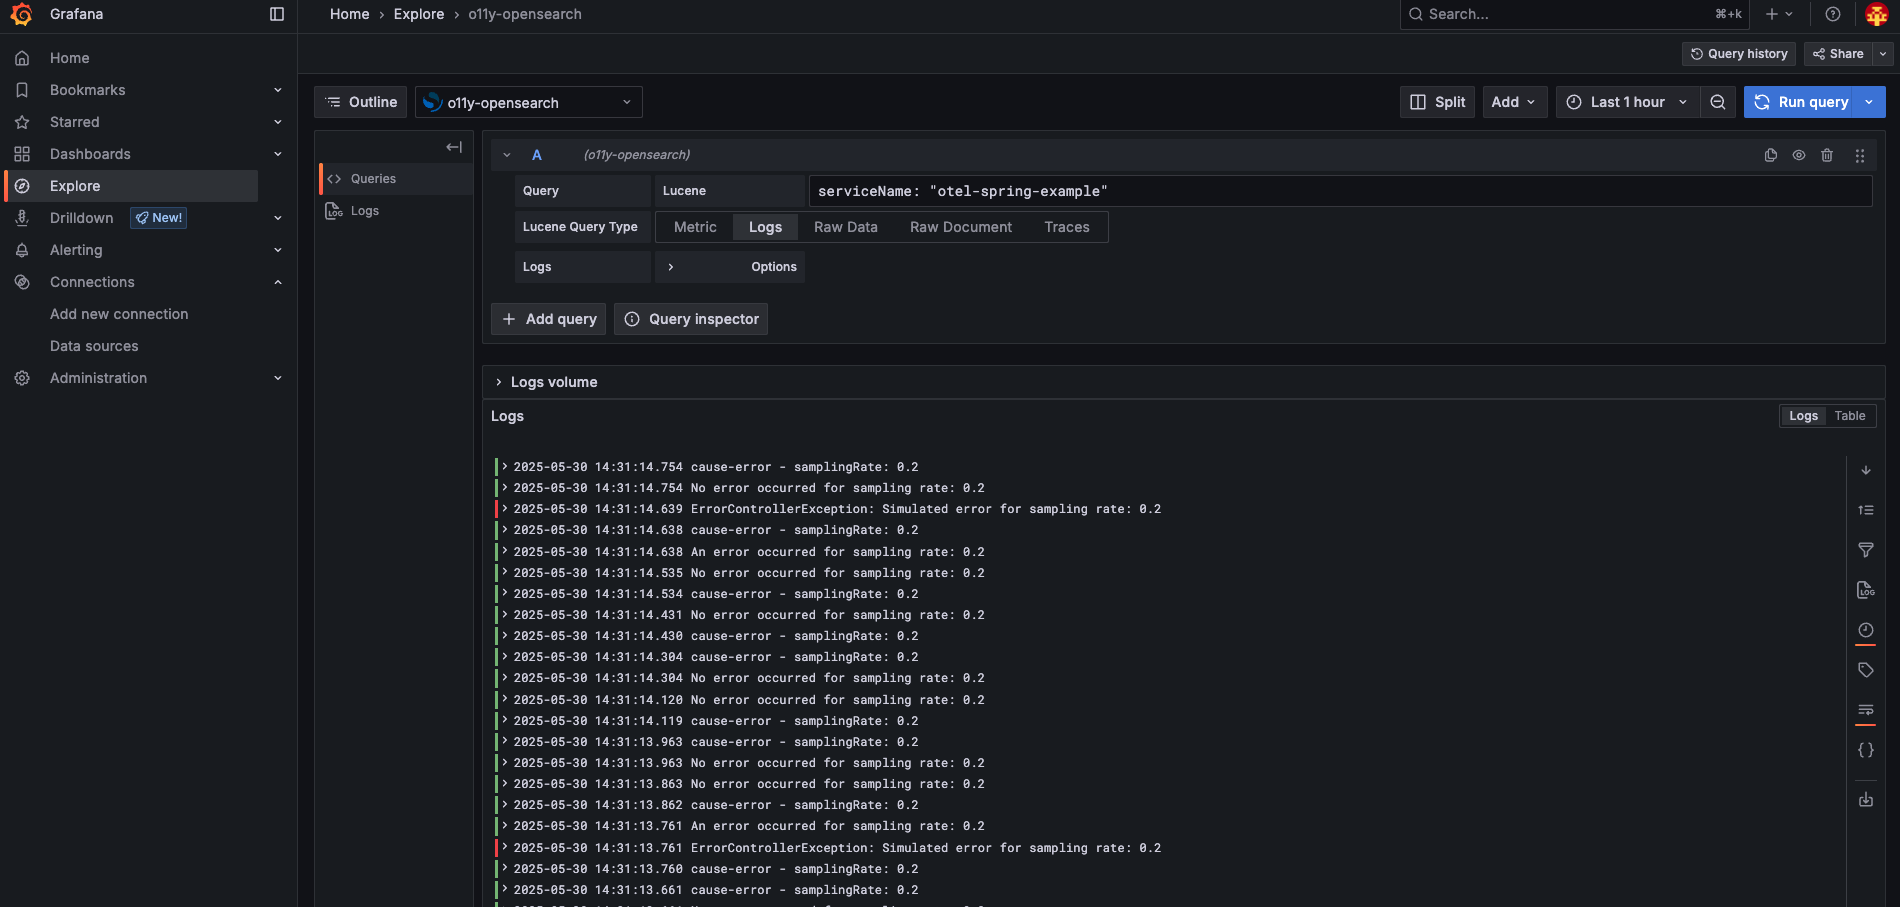 Grafana
Home › Explore › o11y-opensearch
Search...
⌘+k
Query history
Share
Home
Bookmarks
Starred
Dashboards
Explore
Drilldown
New!
Alerting
Connections
Add new connection
Data sources
Administration
Outline
o11y-opensearch
Split
Add
Last 1 hour
Run query
Queries
Logs
A
(o11y-opensearch)
Query
Lucene
serviceName: "otel-spring-example"
Lucene Query Type
Metric
Logs
Raw Data
Raw Document
Traces
Logs
Options
Add query
Query inspector
Logs volume
Logs
Logs
Table
2025-05-30 14:31:14.754 cause-error - samplingRate: 0.2
2025-05-30 14:31:14.754 No error occurred for sampling rate: 0.2
2025-05-30 14:31:14.639 ErrorControllerException: Simulated error for sampling rate: 0.2
2025-05-30 14:31:14.638 cause-error - samplingRate: 0.2
2025-05-30 14:31:14.638 An error occurred for sampling rate: 0.2
2025-05-30 14:31:14.535 No error occurred for sampling rate: 0.2
2025-05-30 14:31:14.534 cause-error - samplingRate: 0.2
2025-05-30 14:31:14.431 No error occurred for sampling rate: 0.2
2025-05-30 14:31:14.430 cause-error - samplingRate: 0.2
2025-05-30 14:31:14.304 cause-error - samplingRate: 0.2
2025-05-30 14:31:14.304 No error occurred for sampling rate: 0.2
2025-05-30 14:31:14.120 No error occurred for sampling rate: 0.2
2025-05-30 14:31:14.119 cause-error - samplingRate: 0.2
2025-05-30 14:31:13.963 cause-error - samplingRate: 0.2
2025-05-30 14:31:13.963 No error occurred for sampling rate: 0.2
2025-05-30 14:31:13.863 No error occurred for sampling rate: 0.2
2025-05-30 14:31:13.862 cause-error - samplingRate: 0.2
2025-05-30 14:31:13.761 An error occurred for sampling rate: 0.2
2025-05-30 14:31:13.761 ErrorControllerException: Simulated error for sampling rate: 0.2
2025-05-30 14:31:13.760 cause-error - samplingRate: 0.2
2025-05-30 14:31:13.661 cause-error - samplingRate: 0.2
LOG
LOG